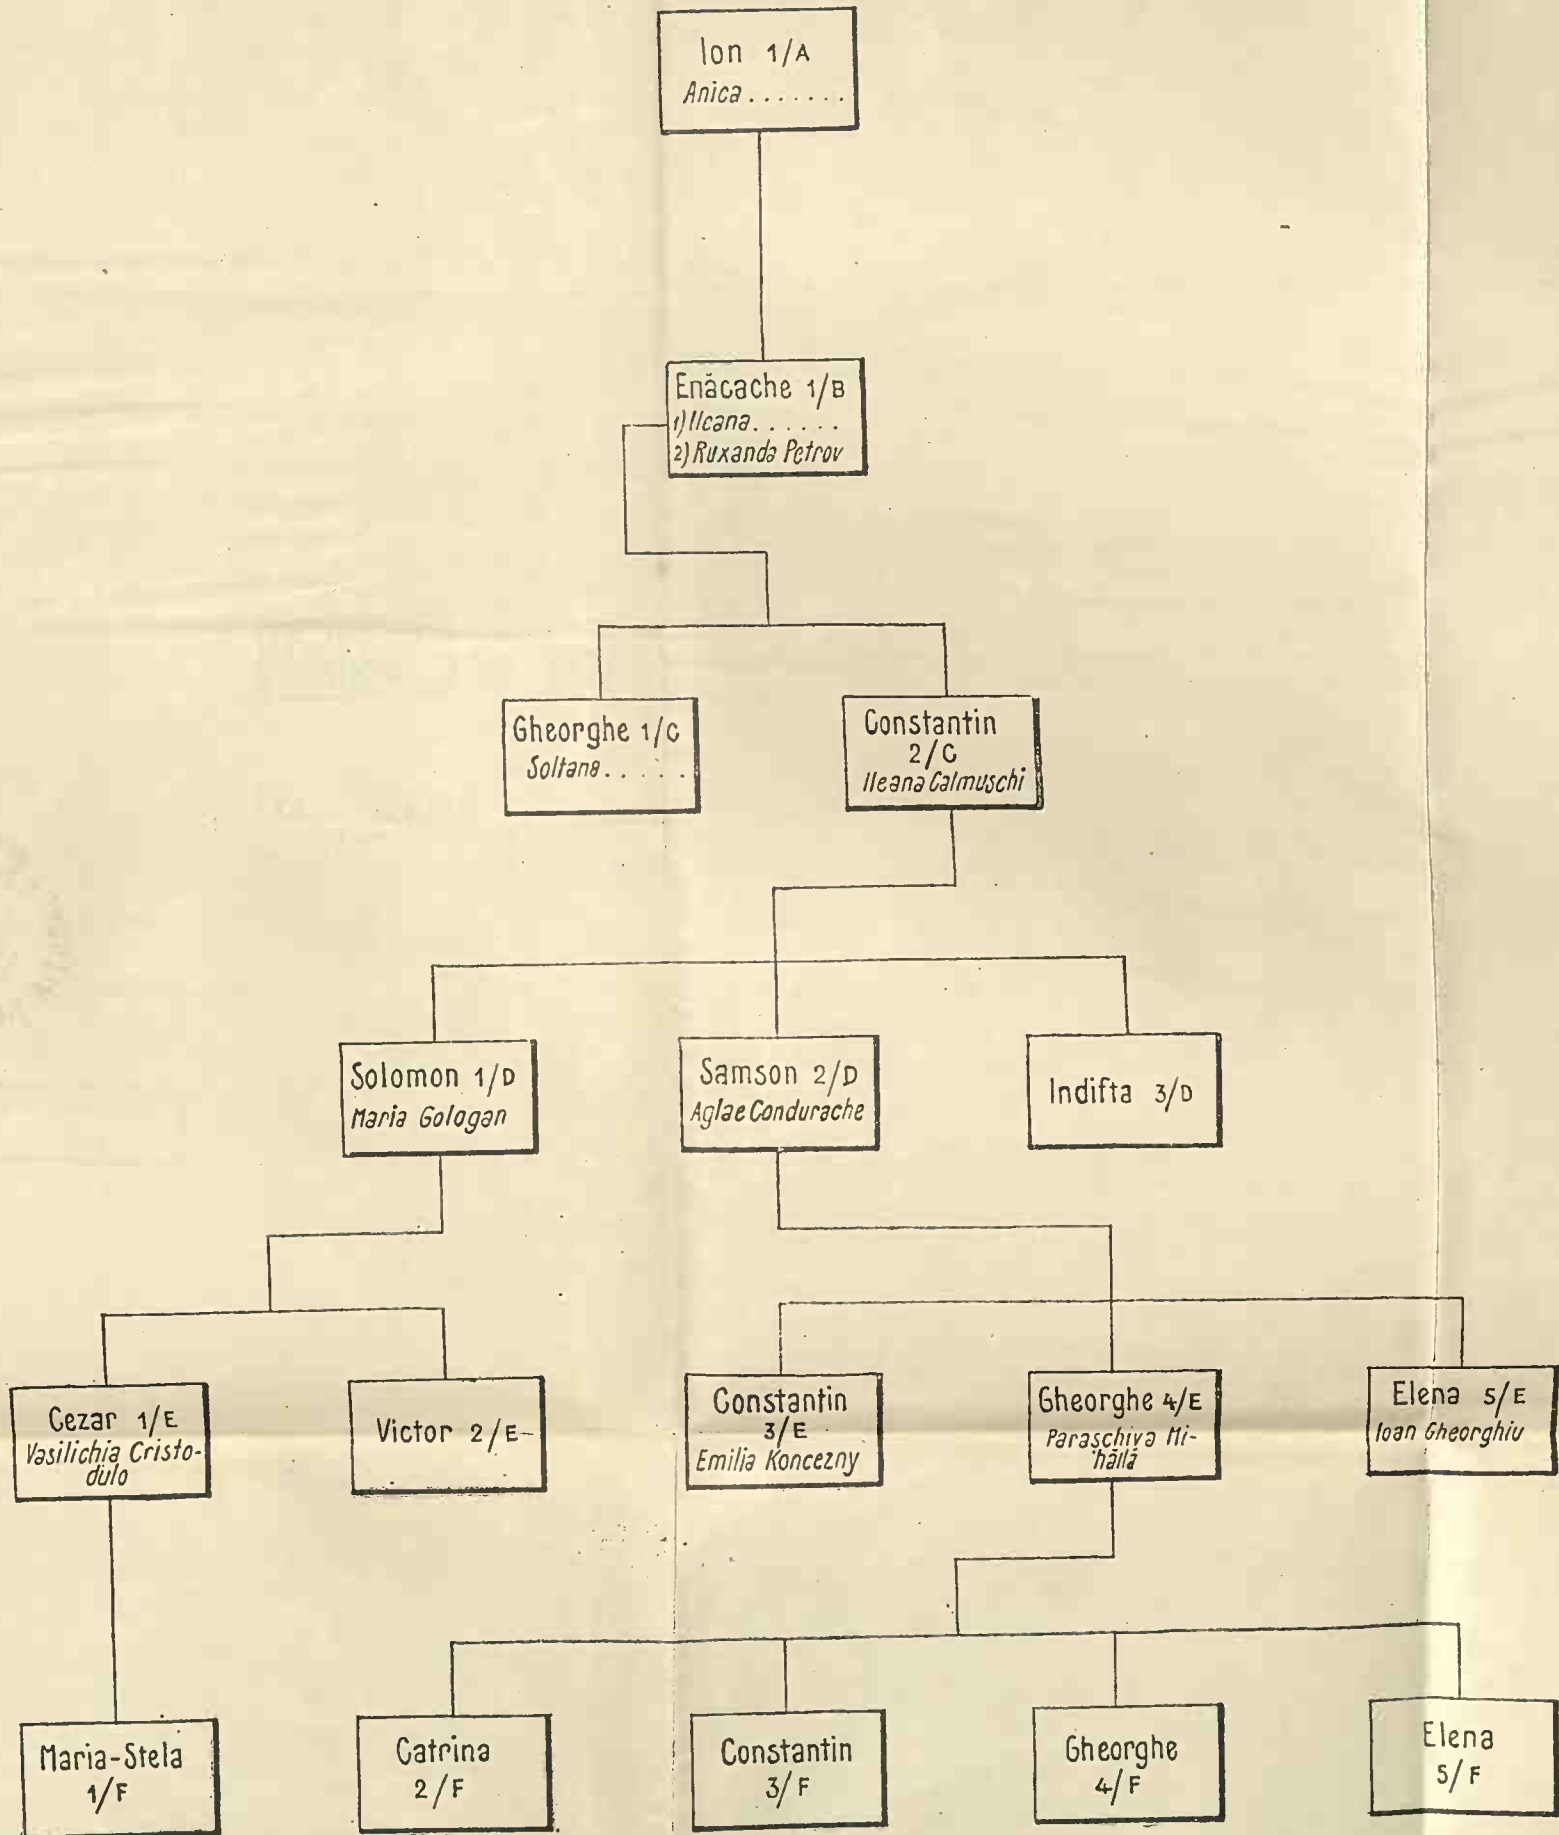 Ion 1/A
Anica.......
Enăcache 1/B
1) Ileana......
2) Ruxanda Petrov
Gheorghe 1/C
Soltana.....
Constantin
2/C
Ileana Calmuschi
Solomon 1/D
Maria Gologan
Samson 2/D
Aglae Condurache
Indifta 3/D
Cezar 1/E
Vasilichia Cristo-
dulo
Victor 2/E
Constantin
3/E
Emilia Koncezny
Gheorghe 4/E
Paraschiva Mi-
hăilă
Elena 5/E
Ioan Gheorghiu
Maria-Stela
1/F
Catrina
2/F
Constantin
3/F
Gheorghe
4/F
Elena
5/F